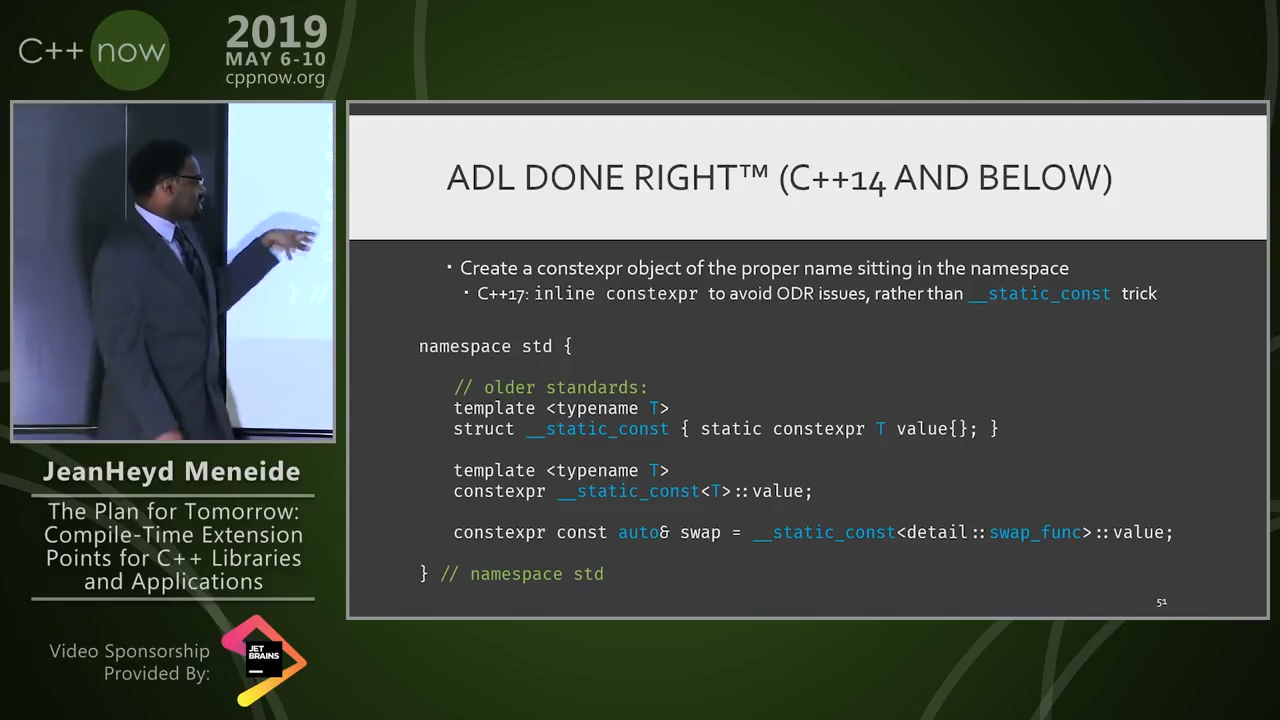 C++ now
2019
MAY 6-10
cppnow.org
ADL DONE RIGHT™ (C++14 AND BELOW)
▪ Create a constexpr object of the proper name sitting in the namespace
▪ C++17: inline constexpr to avoid ODR issues, rather than __static_const trick
namespace std {
// older standards:
template <typename T>
struct __static_const { static constexpr T value{}; }
template <typename T>
constexpr __static_const<T>::value;
constexpr const auto& swap = __static_const<detail::swap_func>::value;
} // namespace std
51
JeanHeyd Meneide
The Plan for Tomorrow:
Compile-Time Extension
Points for C++ Libraries
and Applications
Video Sponsorship
Provided By:
JET
BRAINS